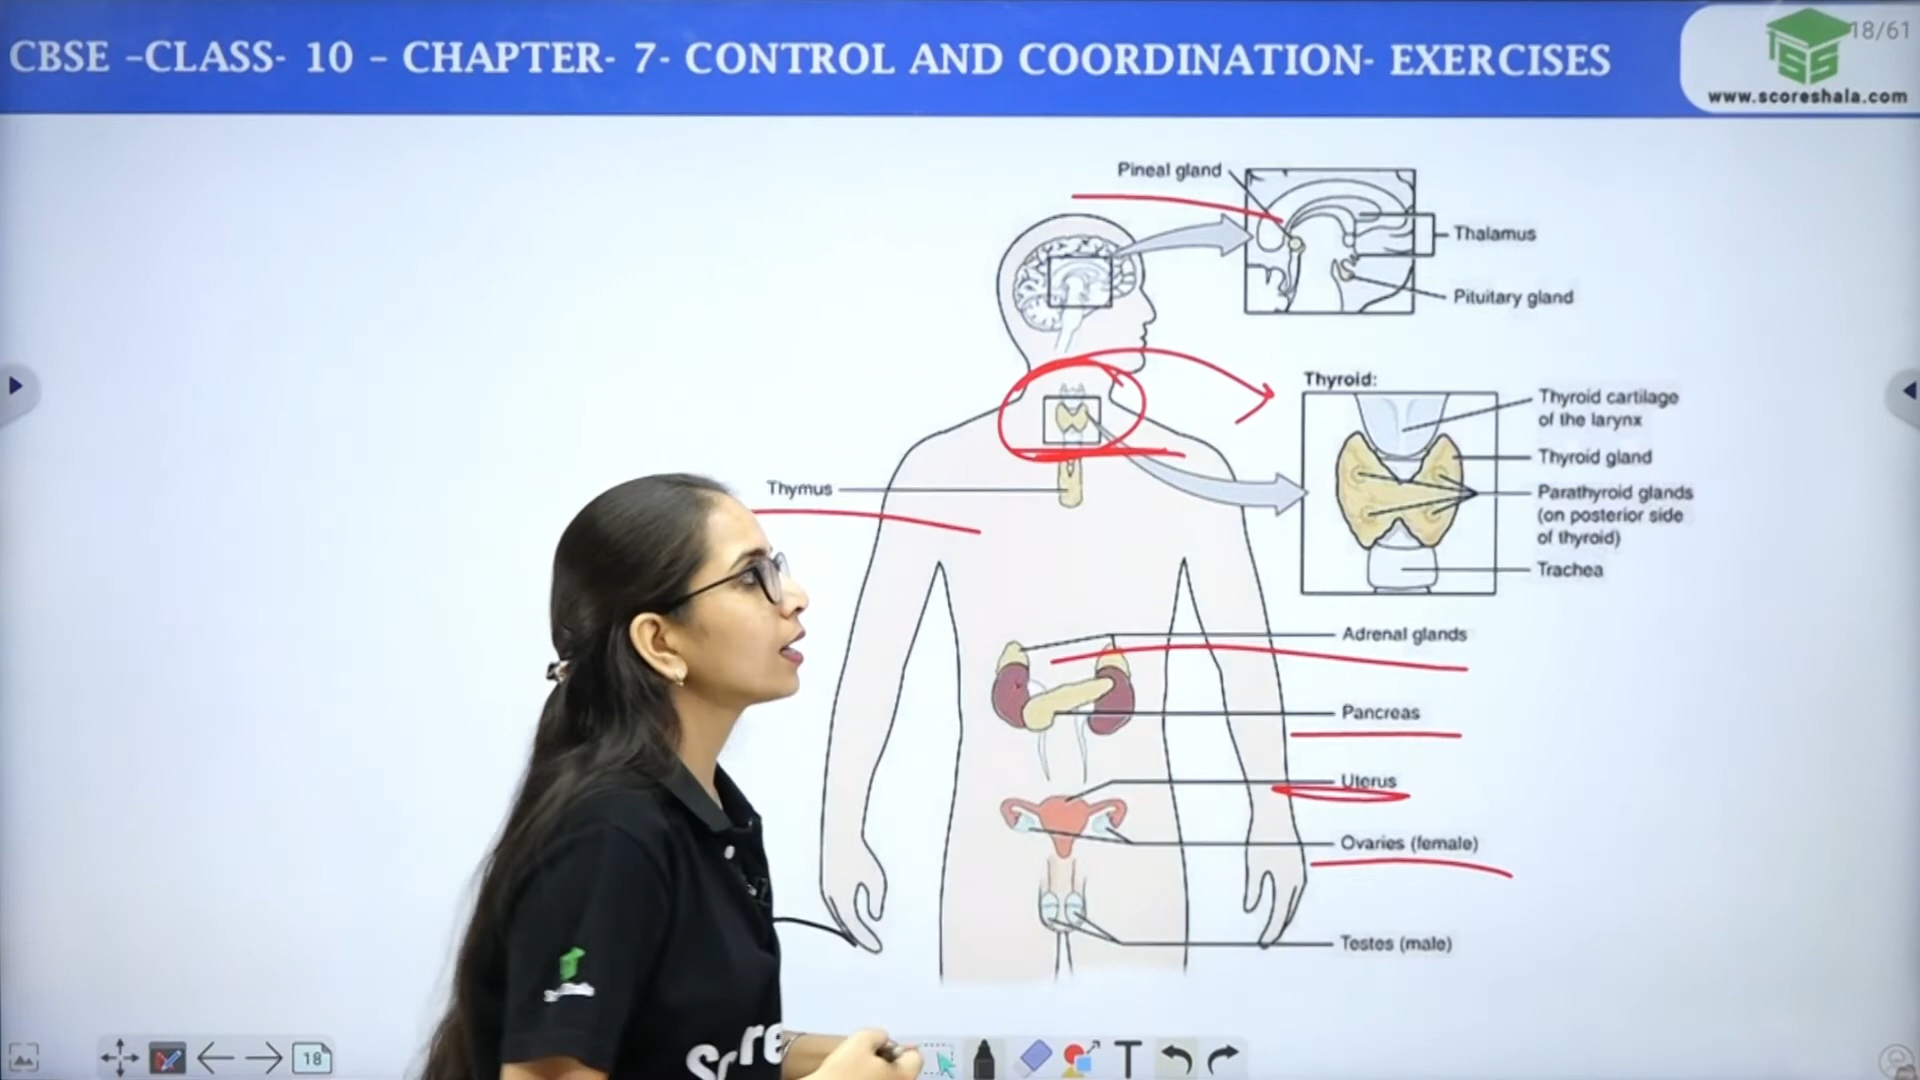 CBSE –CLASS- 10 – CHAPTER- 7- CONTROL AND COORDINATION- EXERCISES
18/61
www.scoreshala.com
Pineal gland
Thalamus
Pituitary gland
Thyroid:
Thyroid cartilage
of the larynx
Thyroid gland
Parathyroid glands
(on posterior side
of thyroid)
Trachea
Thymus
Adrenal glands
Pancreas
Uterus
Ovaries (female)
Testes (male)
18
T